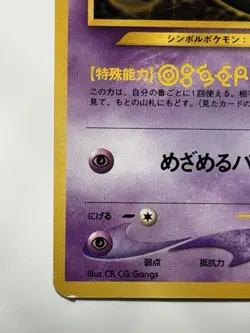 シンボルポケモン:
【特殊能力】
この力は、自分の番ごとに1回使える。相
見て、もとの山札にもどす。(見たカードの
めざめるパ
にげる
弱点 抵抗力
Illus.CR CG Gangs